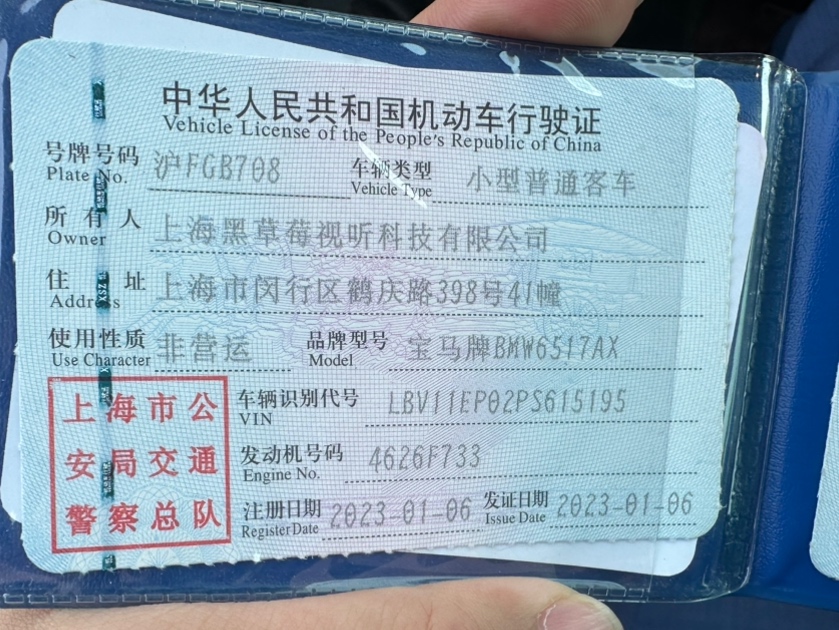 中华人民共和国机动车行驶证
Vehicle License of the People's Republic of China
号牌号码 沪FGB708 车辆类型 小型普通客车
Plate No. Vehicle Type
所有人 上海黑草莓视听科技有限公司
Owner
住址 上海市闵行区鹤庆路398号41幢
Address
使用性质 非营运 品牌型号 宝马牌BMW6517AX
Use Character Model
上海市公
安局交通
警察总队
车辆识别代号 LBV11EP02PS615195
VIN
发动机号码 4626F733
Engine No.
注册日期 2023-01-06 发证日期 2023-01-06
Register Date Issue Date